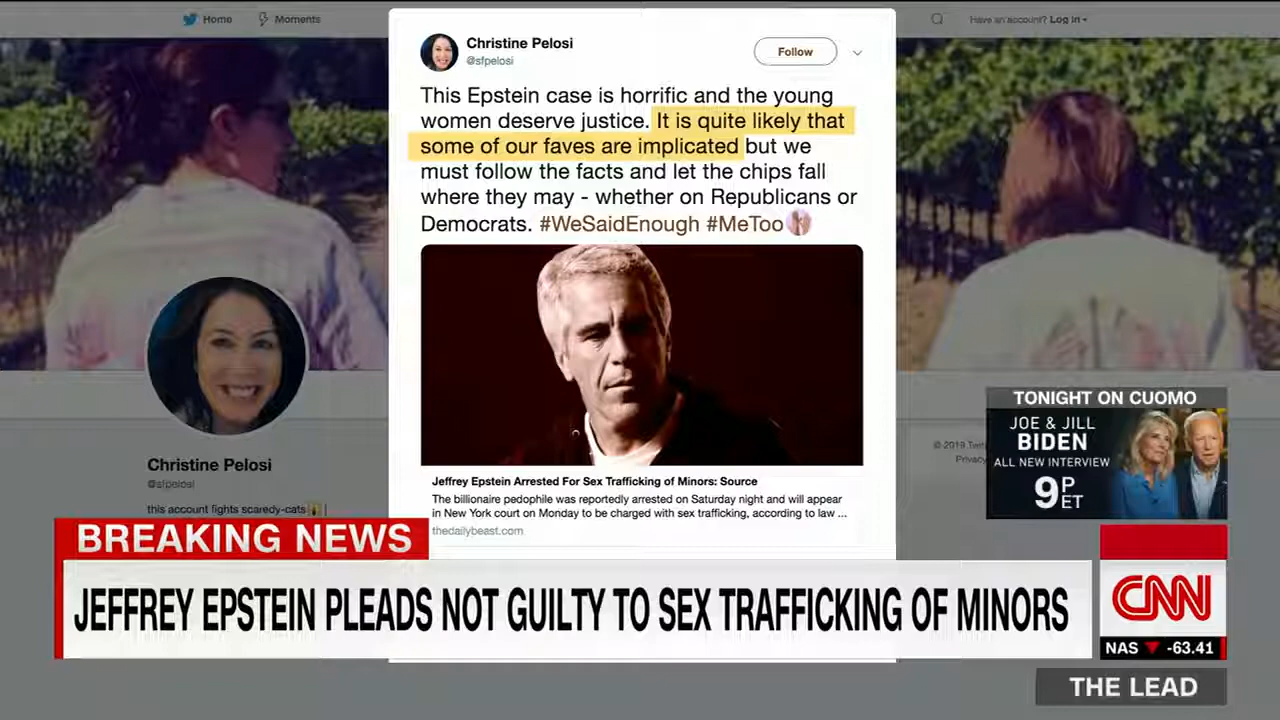 Home
Moments
Have an account? Log in
Christine Pelosi
@sfpelosi
Follow
This Epstein case is horrific and the young
women deserve justice. It is quite likely that
some of our faves are implicated but we
must follow the facts and let the chips fall
where they may - whether on Republicans or
Democrats. #WeSaidEnough #MeToo
Jeffrey Epstein Arrested For Sex Trafficking of Minors: Source
The billionaire pedophile was reportedly arrested on Saturday night and will appear
in New York court on Monday to be charged with sex trafficking, according to law ...
thedailybeast.com
Christine Pelosi
@sfpelosi
this account fights scaredy-cats
© 2019
Privacy
TONIGHT ON CUOMO
JOE & JILL
BIDEN
ALL NEW INTERVIEW
9P
ET
BREAKING NEWS
JEFFREY EPSTEIN PLEADS NOT GUILTY TO SEX TRAFFICKING OF MINORS
CNN
NAS -63.41
THE LEAD